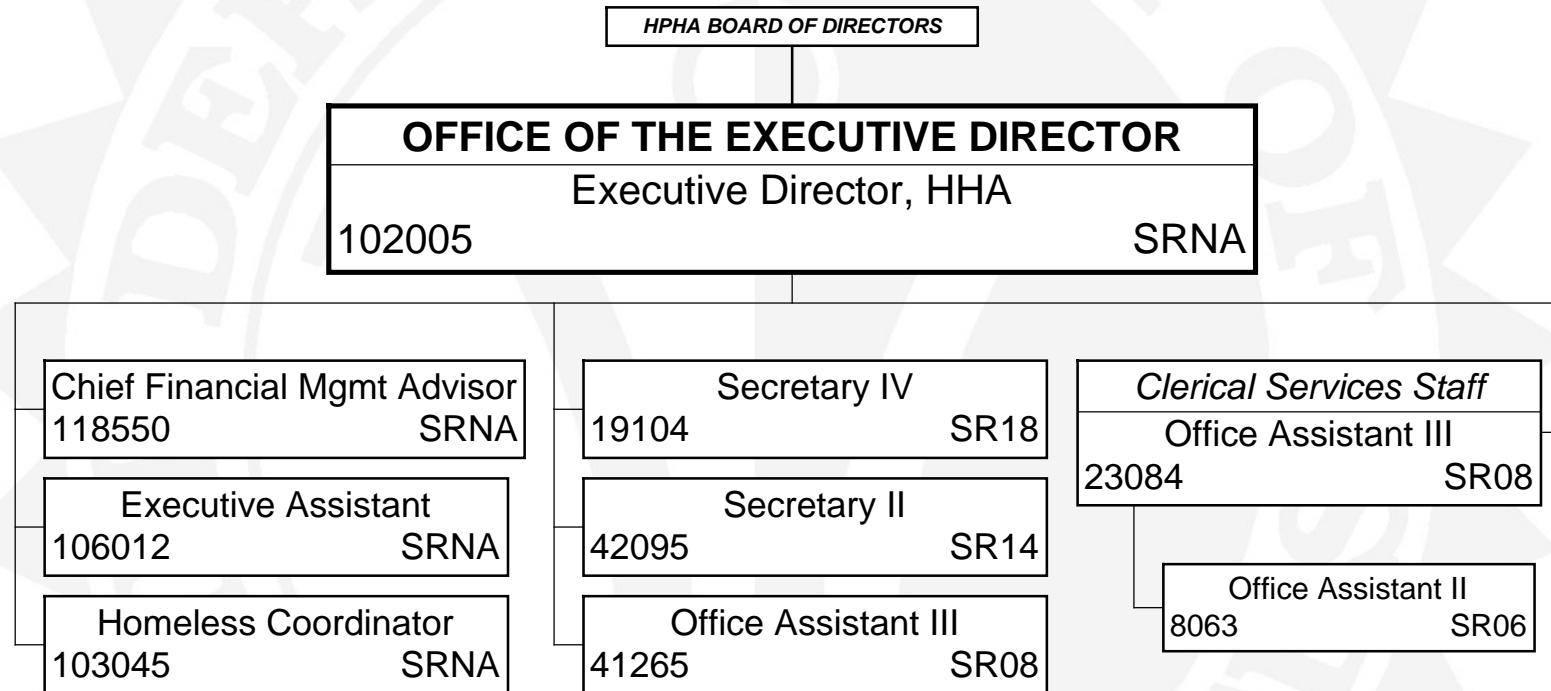 HPHA BOARD OF DIRECTORS
OFFICE OF THE EXECUTIVE DIRECTOR
Executive Director, HHA
102005 SRNA
Chief Financial Mgmt Advisor
118550 SRNA
Executive Assistant
106012 SRNA
Homeless Coordinator
103045 SRNA
Secretary IV
19104 SR18
Secretary II
42095 SR14
Office Assistant III
41265 SR08
Clerical Services Staff
Office Assistant III
23084 SR08
Office Assistant II
8063 SR06